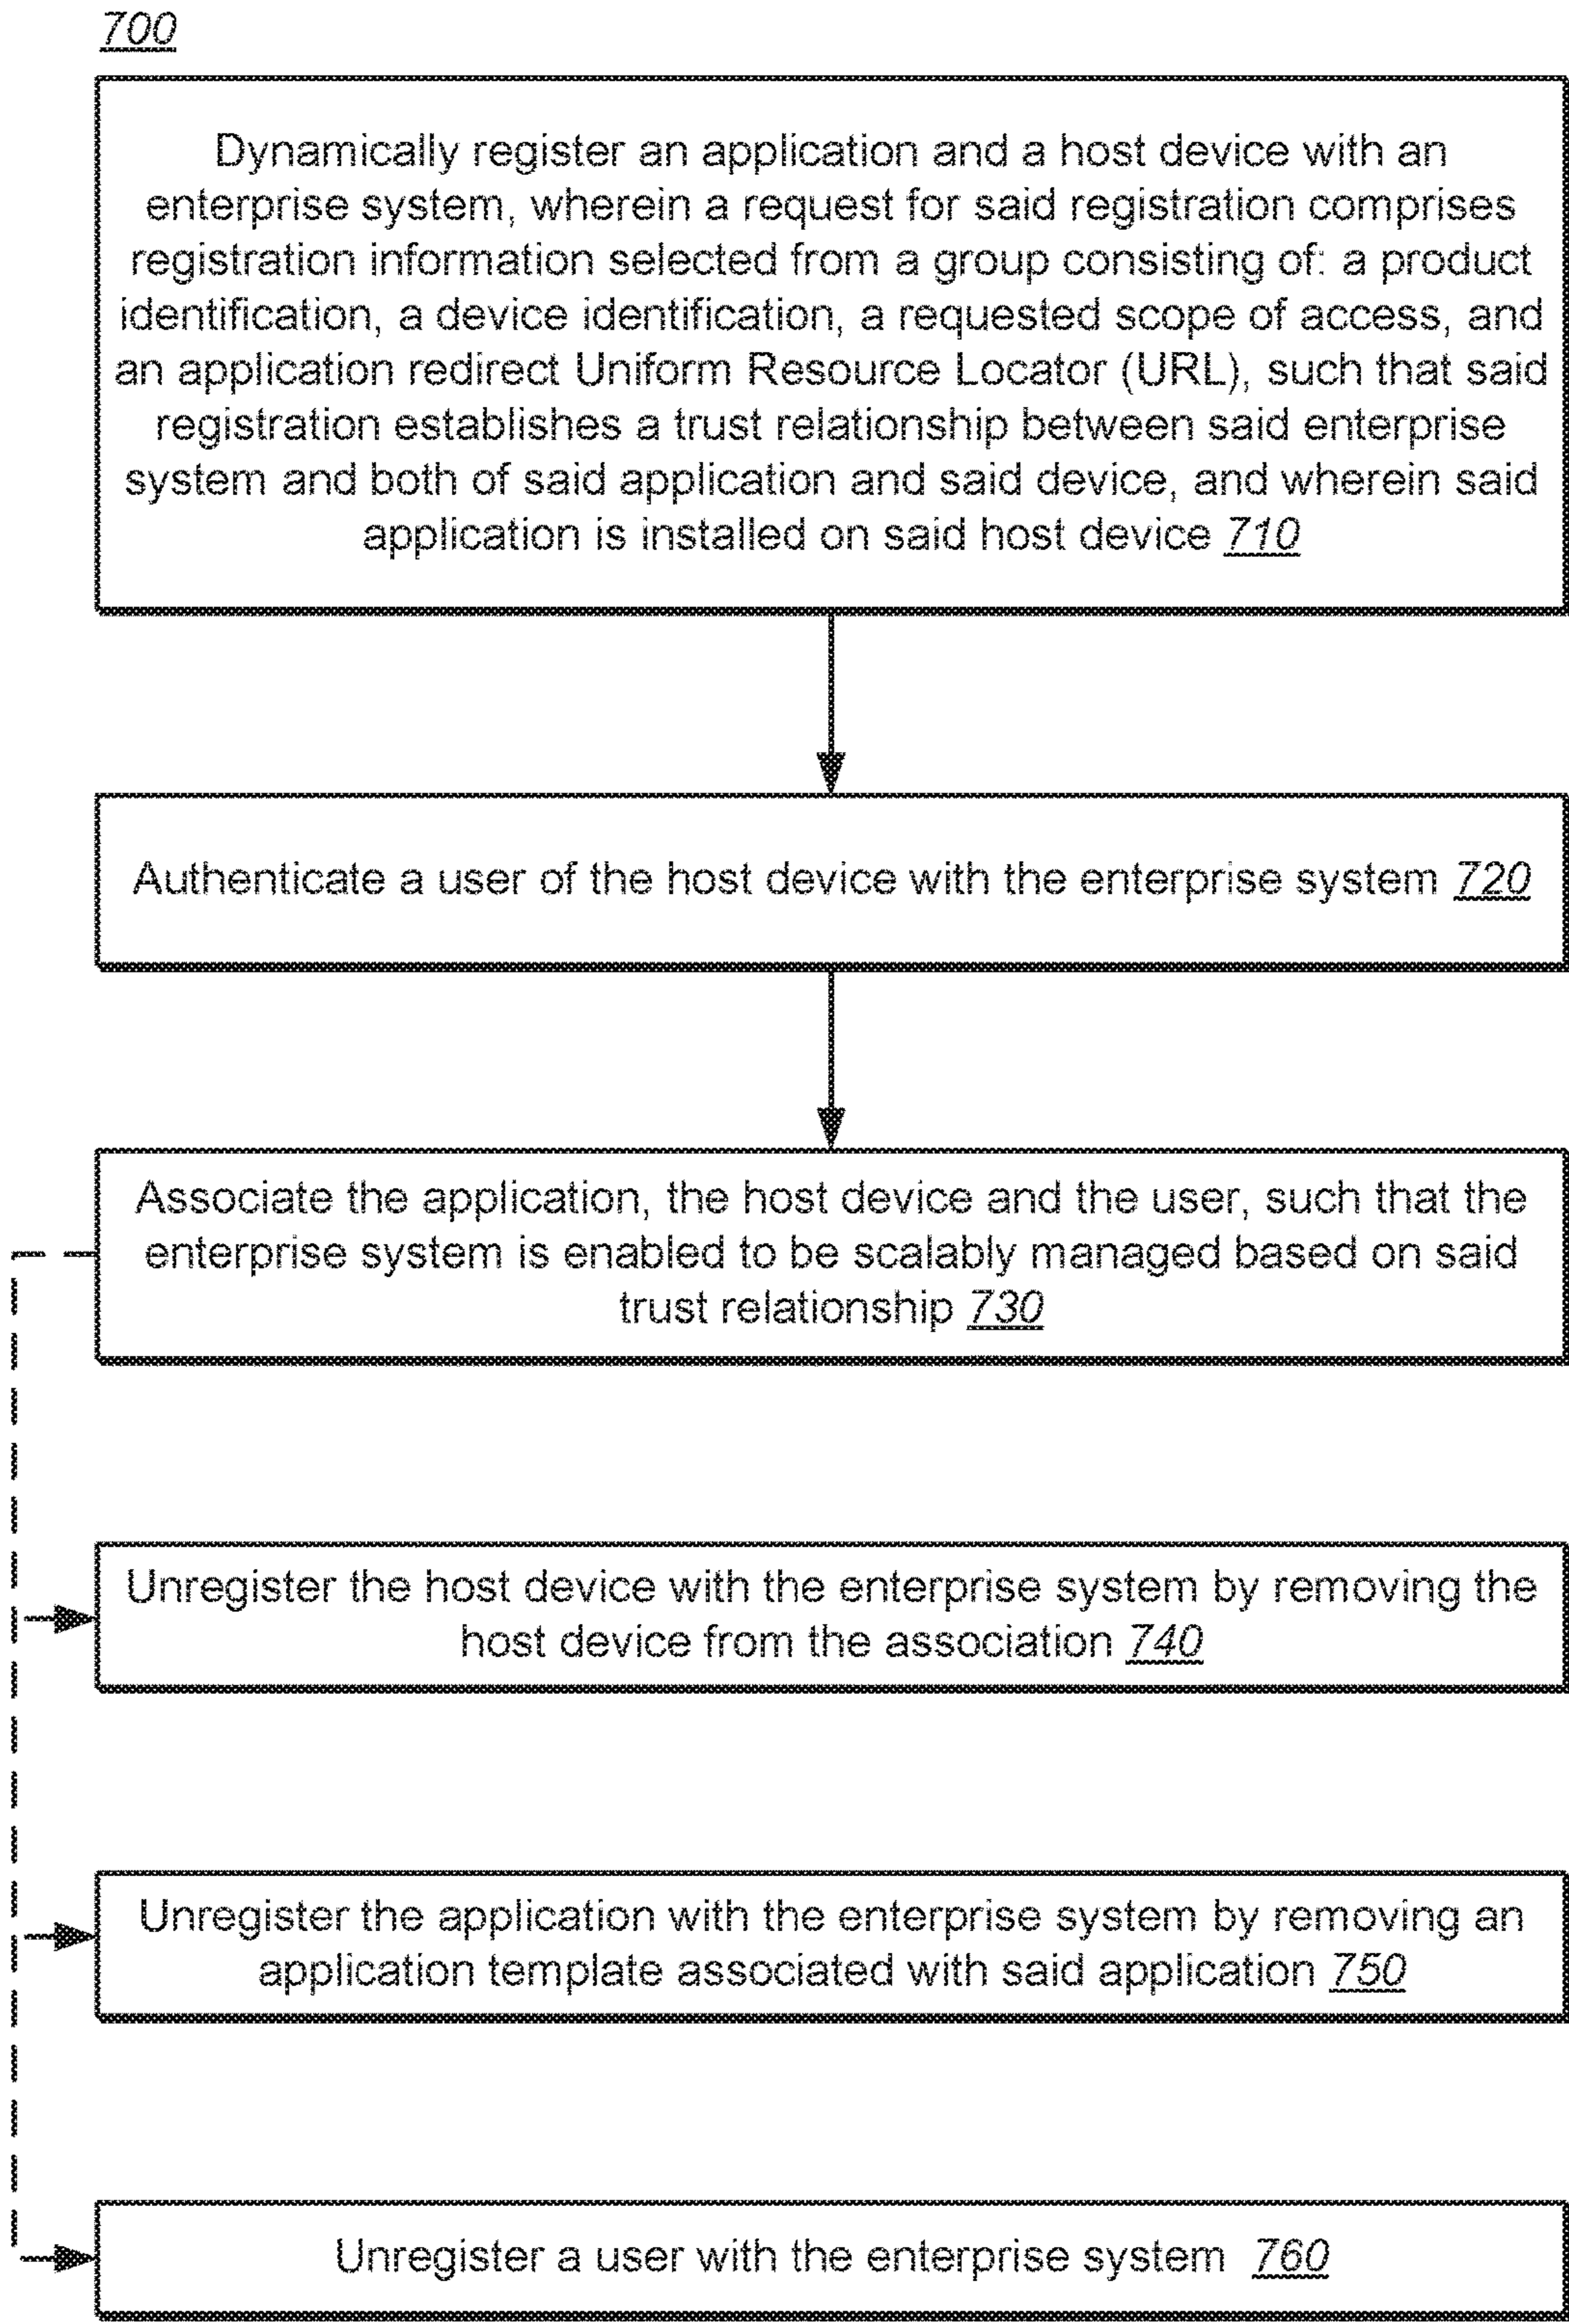 700
Dynamically register an application and a host device with an
enterprise system, wherein a request for said registration comprises
registration information selected from a group consisting of: a product
identification, a device identification, a requested scope of access, and
an application redirect Uniform Resource Locator (URL), such that said
registration establishes a trust relationship between said enterprise
system and both of said application and said device, and wherein said
application is installed on said host device 710
Authenticate a user of the host device with the enterprise system 720
Associate the application, the host device and the user, such that the
enterprise system is enabled to be scalably managed based on said
trust relationship 730
Unregister the host device with the enterprise system by removing the
host device from the association 740
Unregister the application with the enterprise system by removing an
application template associated with said application 750
Unregister a user with the enterprise system 760